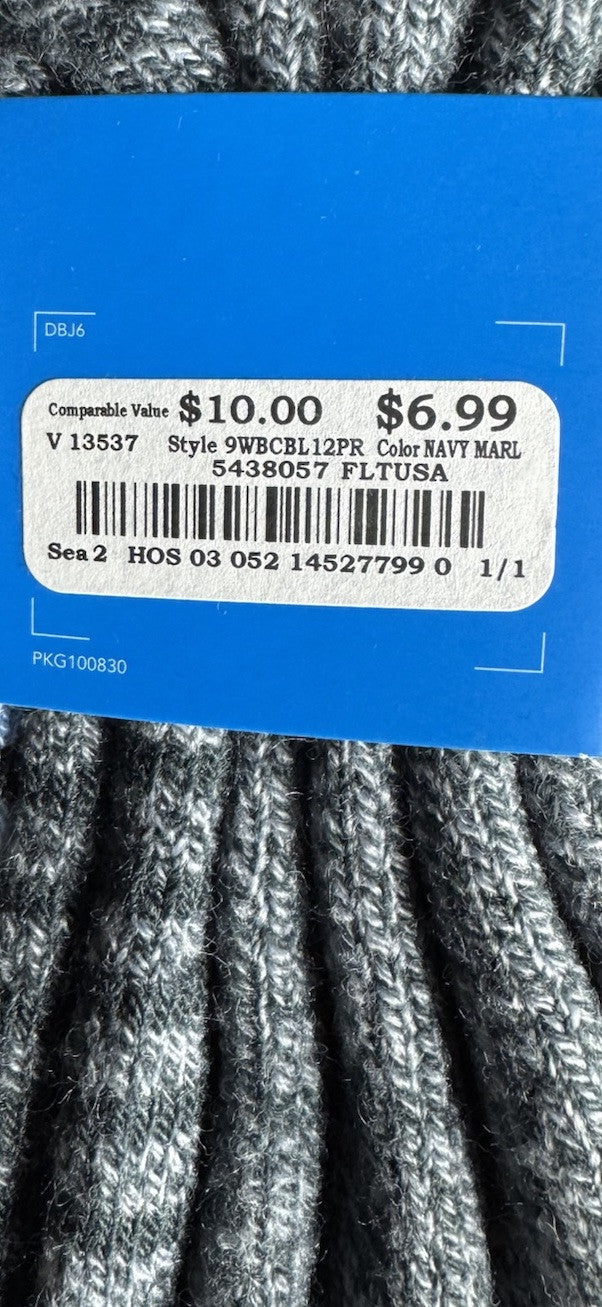 DBJ6
Comparable Value $10.00 $6.99
V 13537 Style 9WBCBL12PR Color NAVY MARL
5438057 FLTUSA
Sea 2 HOS 03 052 14527799 0 1/1
PKG100830